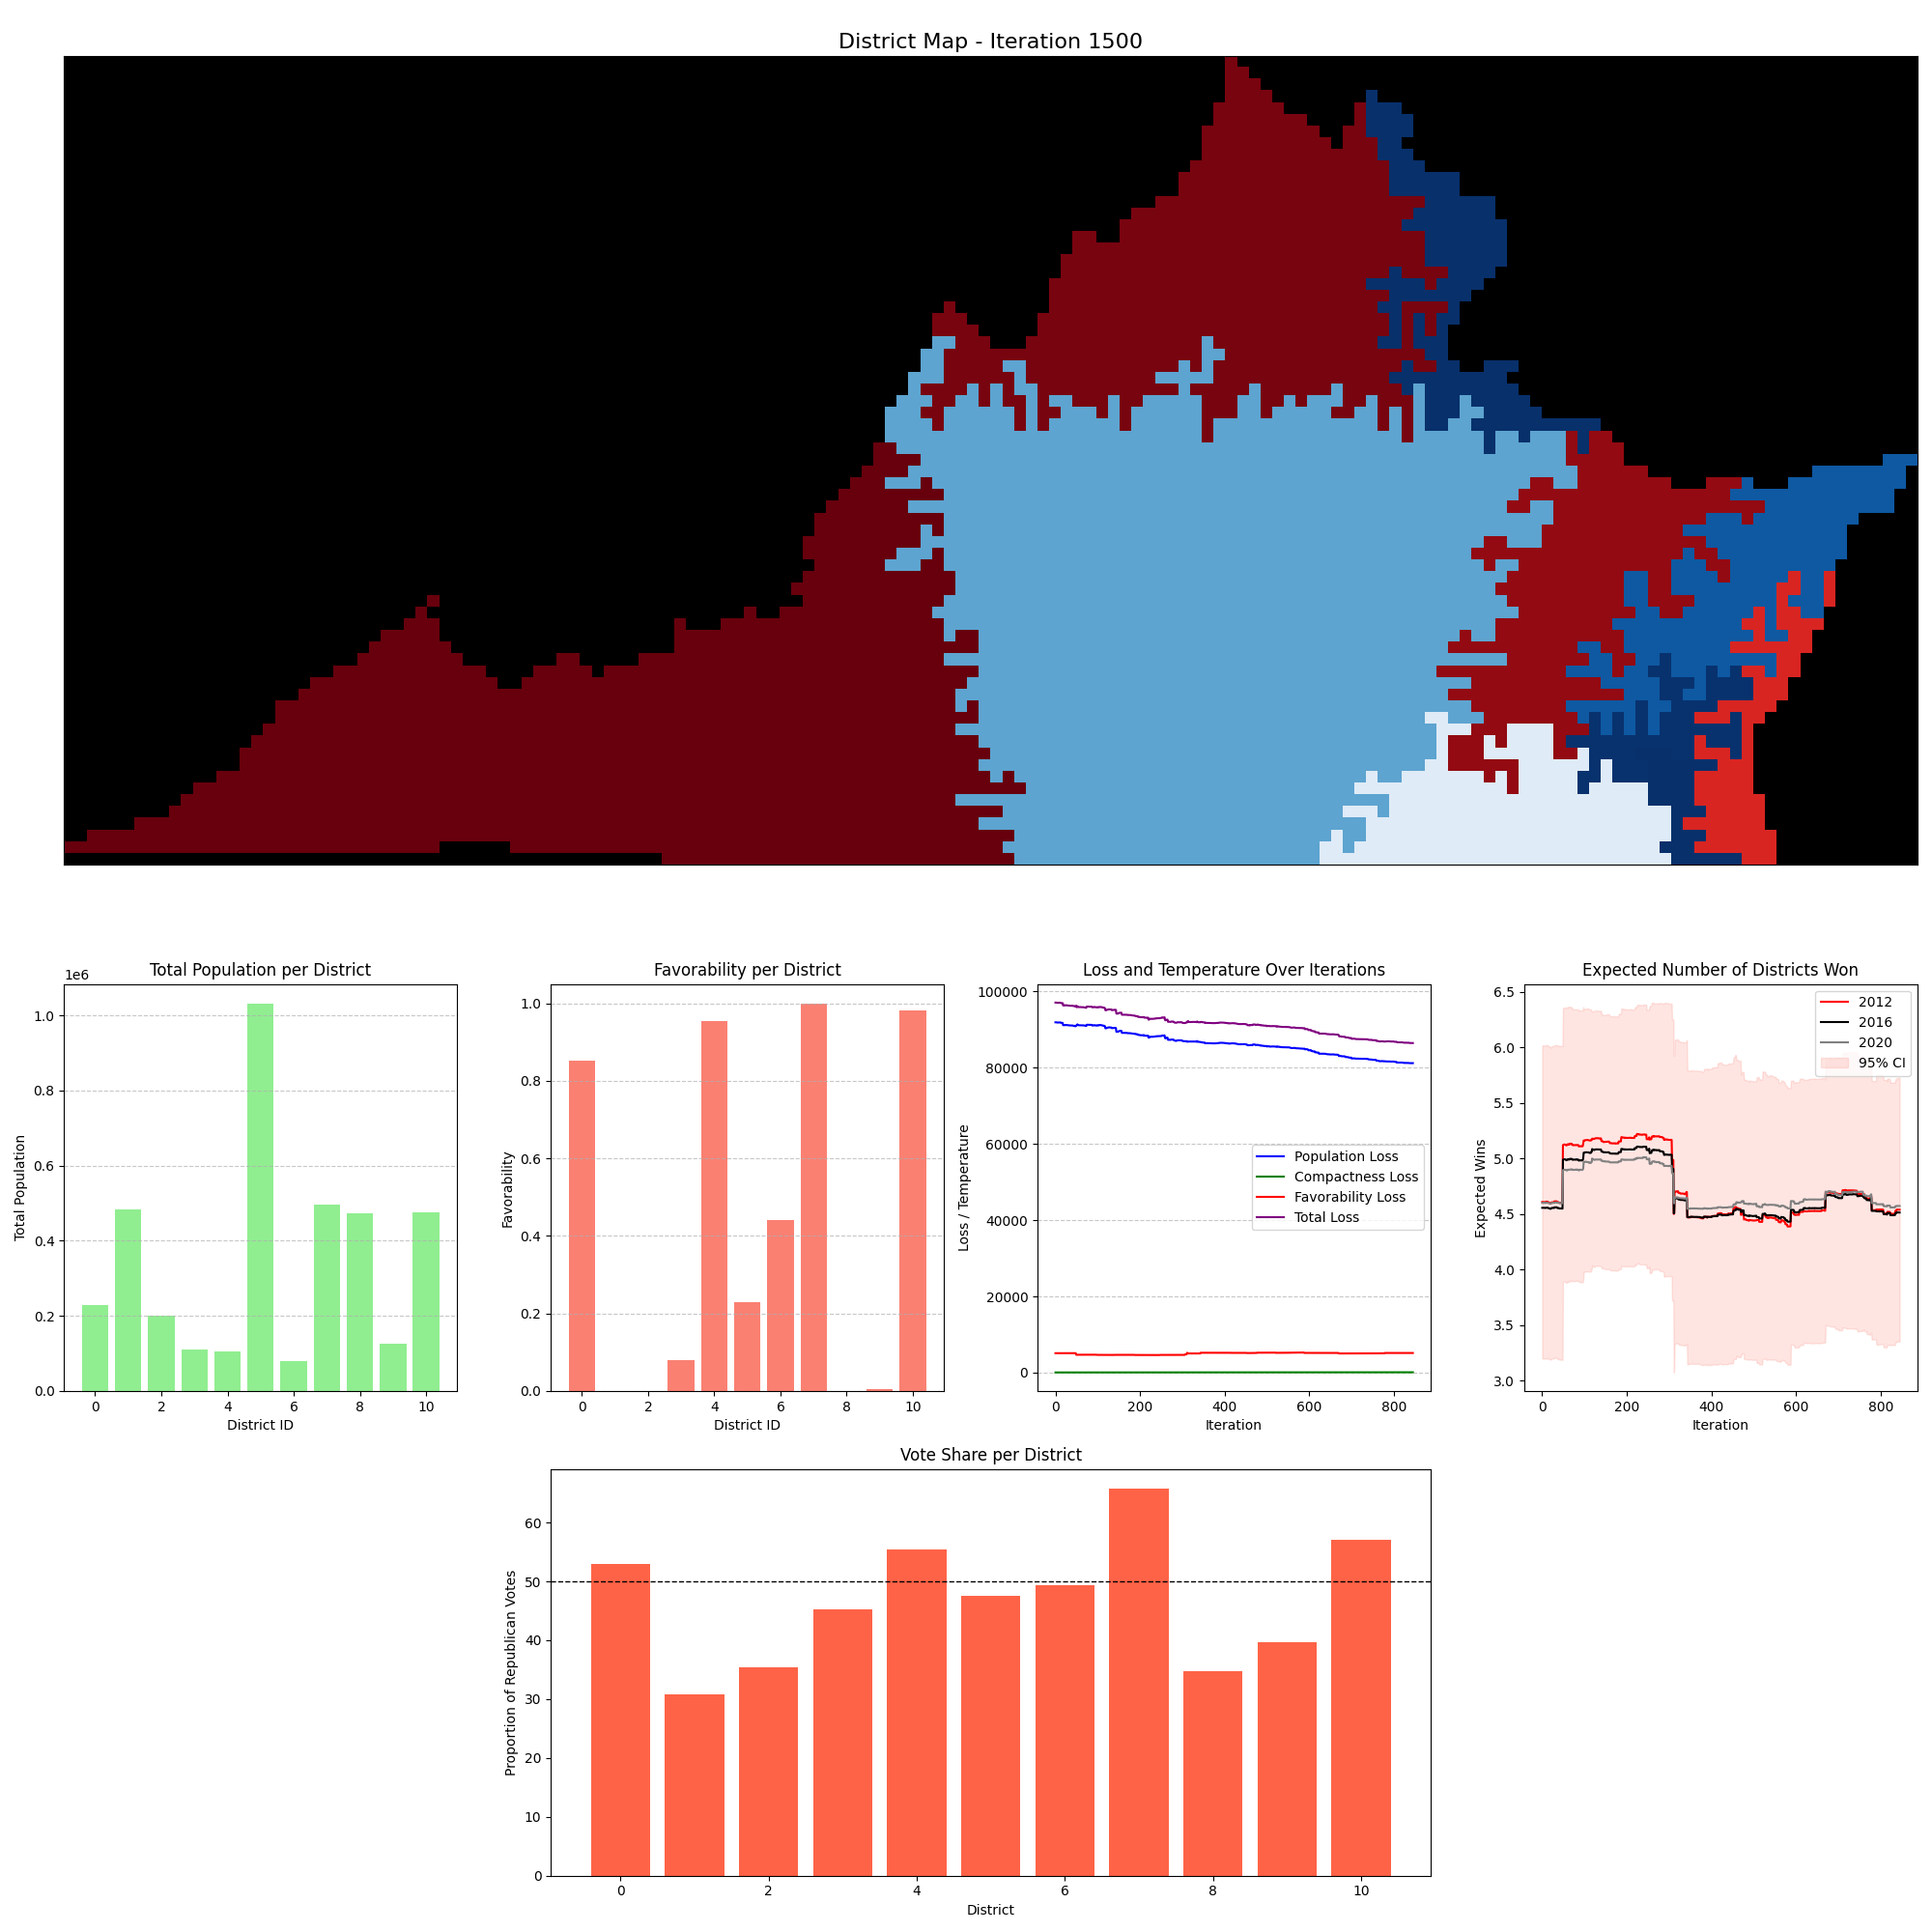 District Map - Iteration 1500
Total Population per District
1e6
Total Population
1.0
0.8
0.6
0.4
0.2
0.0
0 2 4 6 8 10
District ID
Favorability per District
Favorability
1.0
0.8
0.6
0.4
0.2
0.0
0 2 4 6 8 10
District ID
Loss and Temperature Over Iterations
Loss / Temperature
100000
80000
60000
40000
20000
0
Population Loss
Compactness Loss
Favorability Loss
Total Loss
0 200 400 600 800
Iteration
Expected Number of Districts Won
Expected Wins
6.5
6.0
5.5
5.0
4.5
4.0
3.5
3.0
2012
2016
2020
95% CI
0 200 400 600 800
Iteration
Vote Share per District
Proportion of Republican Votes
60
50
40
30
20
10
0
0 2 4 6 8 10
District